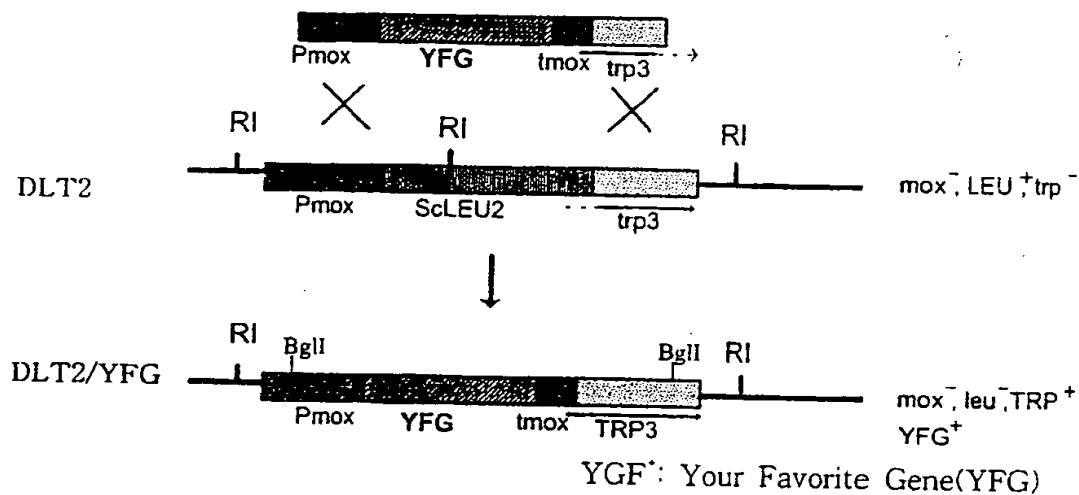 Pmox YFG tmox trp3
RI RI RI
DLT2 mox⁻, LEU⁺, trp⁻
Pmox ScLEU2 trp3
RI BglI BglI RI
DLT2/YFG mox⁻, leu⁻, TRP⁺
Pmox YFG tmox TRP3 YFG⁺
YGF⁺: Your Favorite Gene(YFG)